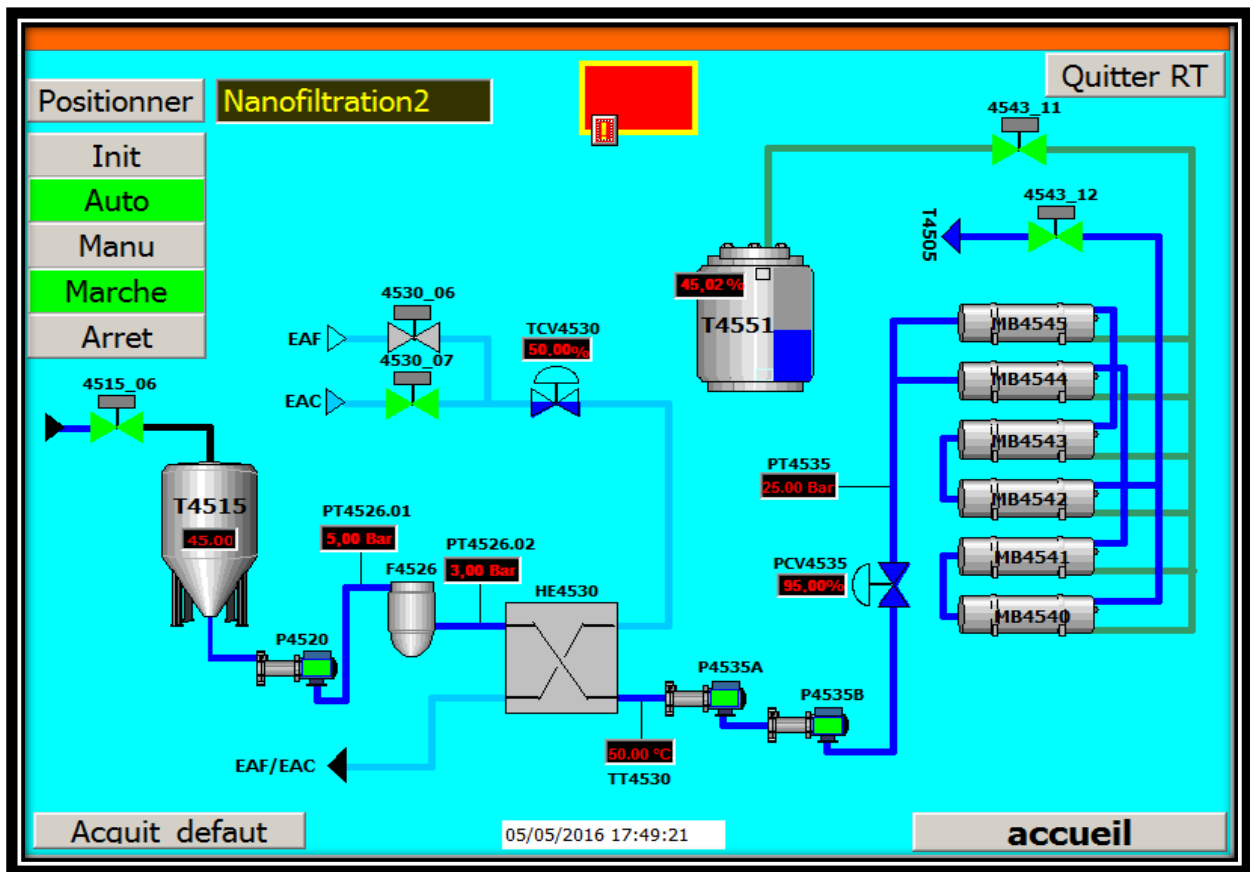 Quitter RT
Positionner
Nanofiltration2
4543_11
Init
Auto
Manu
Marche
Arret
4543_12
T4505
4530_06
EAF
TCV4530
50.00%
45,02 %
T4551
MB4545
4515_06
4530_07
EAC
MB4544
MB4543
PT4535
25.00 Bar
MB4542
T4515
45.00
PT4526.01
5,00 Bar
PT4526.02
3,00 Bar
F4526
HE4530
PCV4535
95.00%
MB4541
MB4540
P4520
P4535A
P4535B
50.00 °C
TT4530
EAF/EAC
Acquit defaut
05/05/2016 17:49:21
accueil